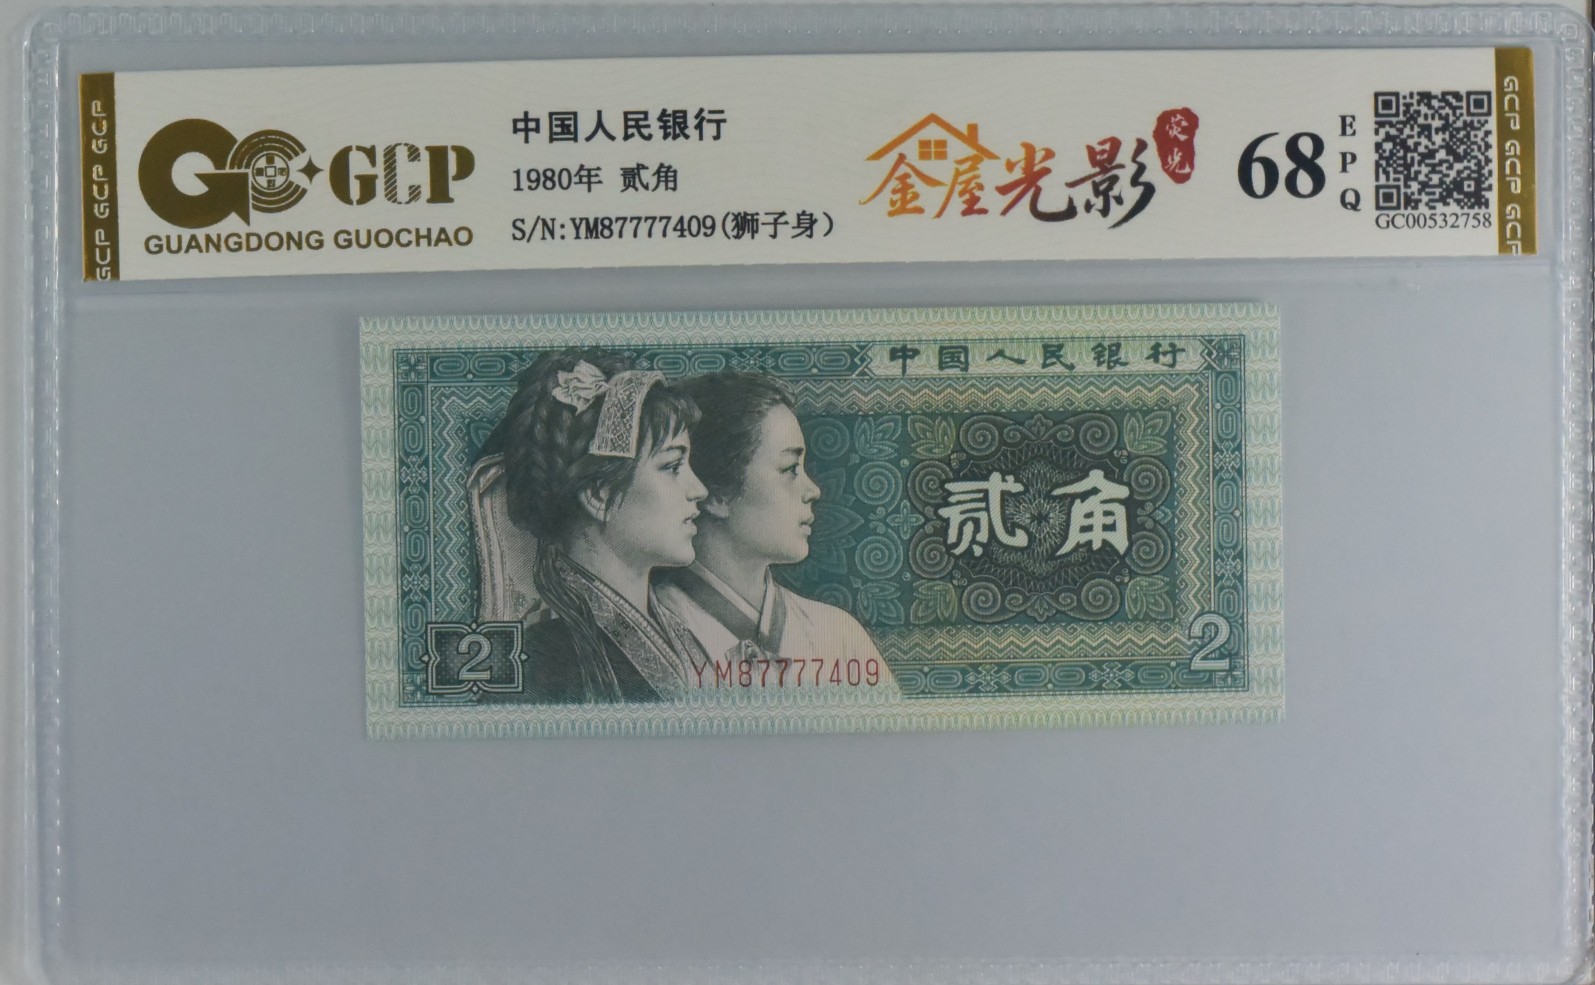 GCP GCP GCP
GCP
GUANGDONG GUOCHAO
中国人民银行
1980年 贰角
S/N:YM87777409(狮子身)
金屋光影
荧光
68
EPQ
GC00532758
GCP GCP GCP
中国人民银行
贰角
2
YM87777409
2